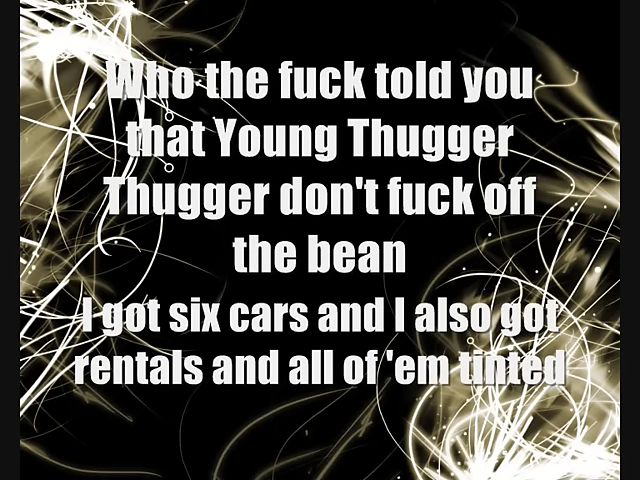 Who the fuck told you
that Young Thugger
Thugger don't fuck off
the bean
I got six cars and I also got
rentals and all of 'em tinted